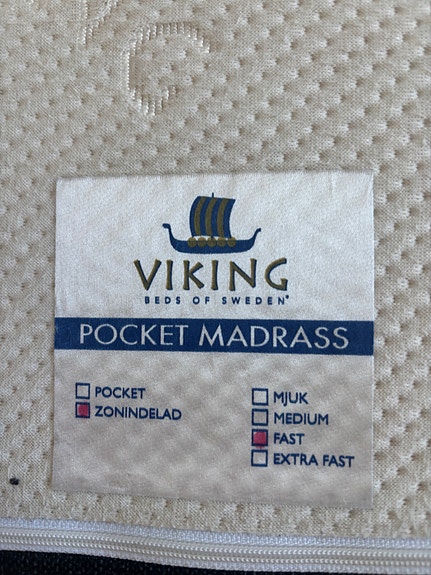 VIKING
BEDS OF SWEDEN®
POCKET MADRASS
POCKET
ZONINDELAD
MJUK
MEDIUM
FAST
EXTRA FAST